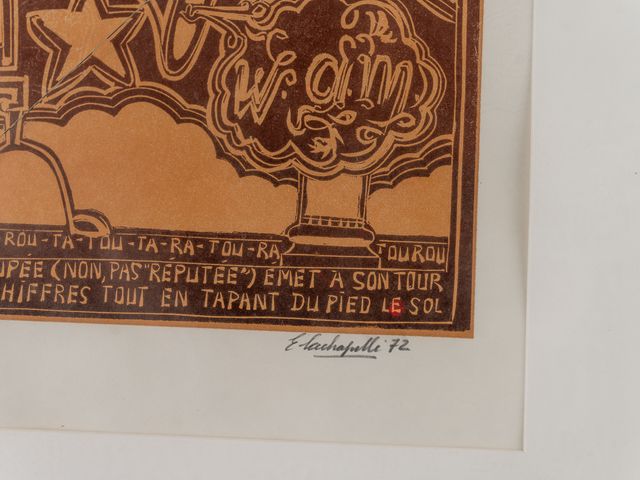 w. a. m
ROU-TA-TOU-TA-RA-TOU-RA TOUROU
UPÉE (NON, PAS "RÉPUTÉE") ÉMET A SON TOUR
HIFFRES TOUT EN TAPANT DU PIED LE SOL
E Lachapelle 72